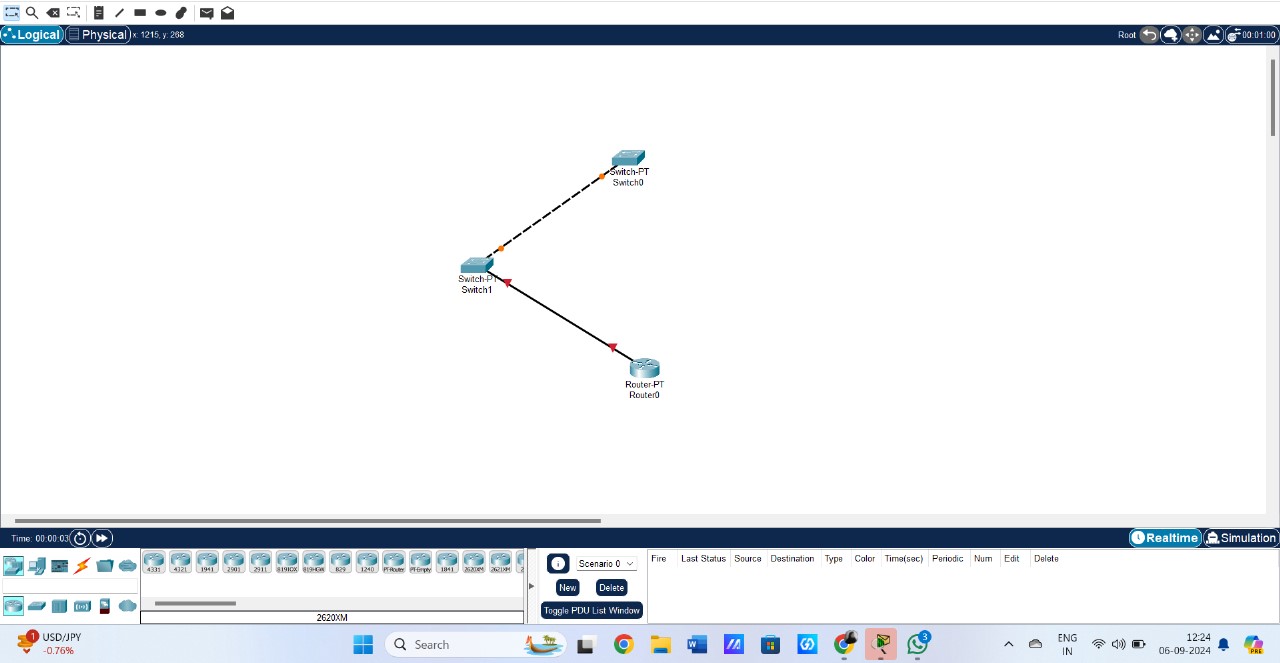 Logical Physical x: 1215, y: 268 Root 00:01:00
Switch-PT
Switch0
Switch-PT
Switch1
Router-PT
Router0
Time: 00:00:03 Realtime Simulation
4331 4321 1941 2901 2911 819IOX 819HGW 829 1240 PT-Router PT-Empty 1841 2620XM 2621XM
2620XM
Scenario 0
New Delete
Toggle PDU List Window
Fire Last Status Source Destination Type Color Time(sec) Periodic Num Edit Delete
1 USD/JPY
-0.76%
Search
3
ENG
IN
12:24
06-09-2024
PRE